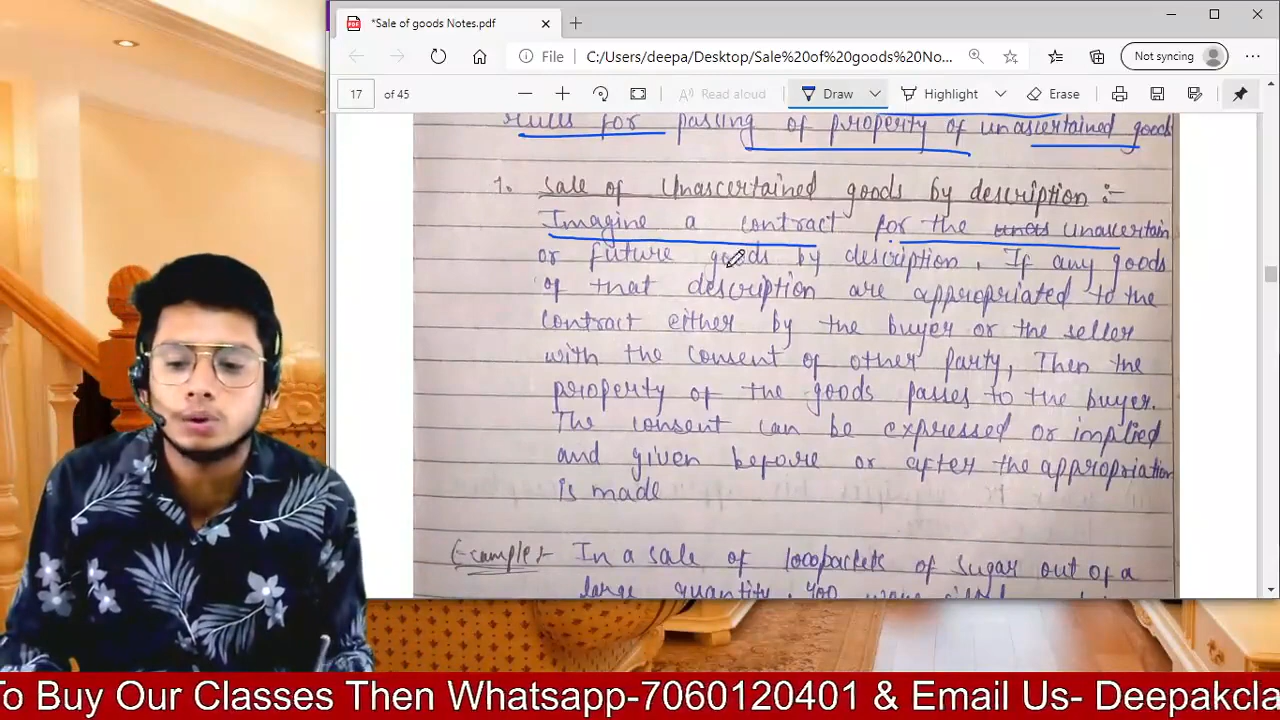 *Sale of goods Notes.pdf
File C:/Users/deepa/Desktop/Sale%20of%20goods%20No... Not syncing
17 of 45 Read aloud Draw Highlight Erase
rules for passing of property of unascertained goods
1. Sale of Unascertained goods by description :-
Imagine a contract for the unas unascertain
or future goods by description. If any goods
of that description are appropriated to the
contract either by the buyer or the seller
with the consent of other party, Then the
property of the goods passes to the buyer.
The consent can be expressed or implied
and given before or after the appropriation
is made
Example:- In a sale of 1000packets of sugar out of a
large quantity, 400
To Buy Our Classes Then Whatsapp-7060120401 & Email Us- Deepakcla